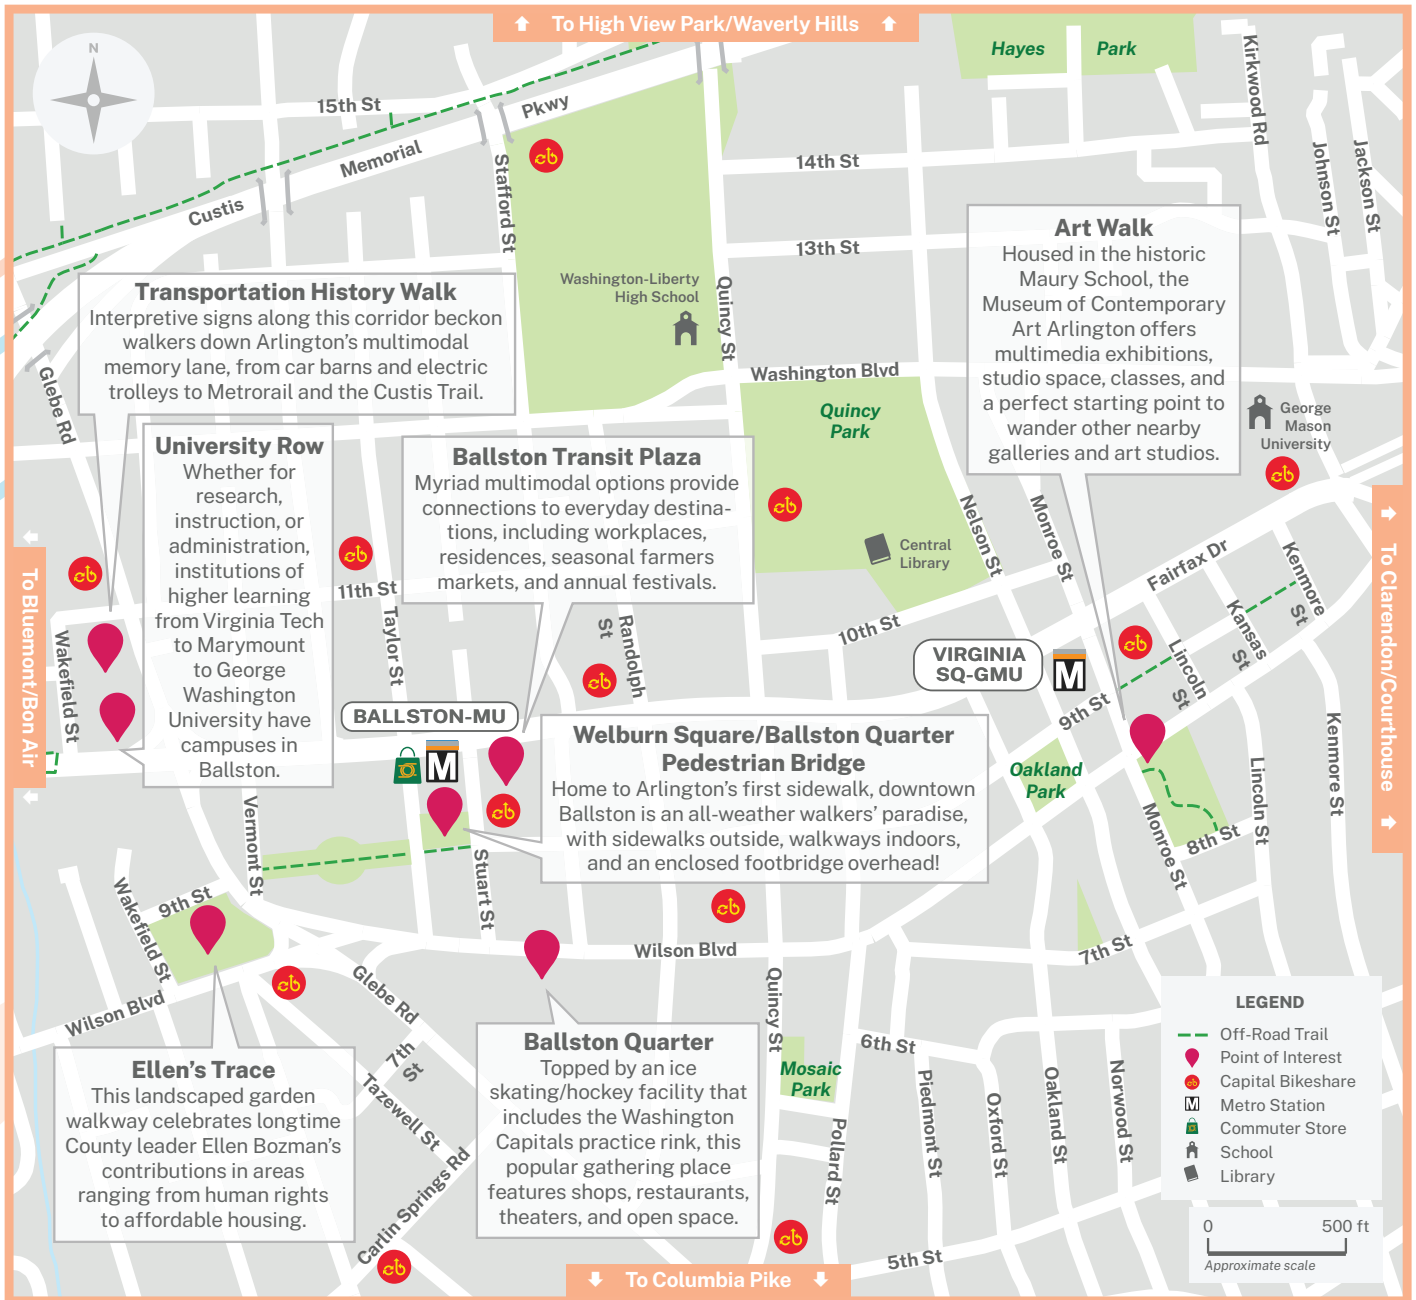 To High View Park/Waverly Hills
N
Hayes Park
Kirkwood Rd
15th St
Pkwy
Memorial
Custis
Stafford St
14th St
13th St
Johnson St
Jackson St
Washington-Liberty
High School
Quincy St
Art Walk
Housed in the historic
Maury School, the
Museum of Contemporary
Art Arlington offers
multimedia exhibitions,
studio space, classes, and
a perfect starting point to
wander other nearby
galleries and art studios.
Transportation History Walk
Interpretive signs along this corridor beckon
walkers down Arlington's multimodal
memory lane, from car barns and electric
trolleys to Metrorail and the Custis Trail.
Glebe Rd
Washington Blvd
Quincy
Park
George
Mason
University
University Row
Whether for
research,
instruction, or
administration,
institutions of
higher learning
from Virginia Tech
to Marymount
to George
Washington
University have
campuses in
Ballston.
Ballston Transit Plaza
Myriad multimodal options provide
connections to everyday destina-
tions, including workplaces,
residences, seasonal farmers
markets, and annual festivals.
Nelson St
Monroe St
Central
Library
Fairfax Dr
Kenmore
St
Kansas
St
Lincoln
St
To Bluemont/Bon Air
To Clarendon/Courthouse
11th St
Taylor St
Randolph
St
10th St
Wakefield St
VIRGINIA
SQ-GMU
M
9th St
BALLSTON-MU
M
Welburn Square/Ballston Quarter
Pedestrian Bridge
Home to Arlington's first sidewalk, downtown
Ballston is an all-weather walkers' paradise,
with sidewalks outside, walkways indoors,
and an enclosed footbridge overhead!
Oakland
Park
Kenmore St
Lincoln St
Monroe St
8th St
Vermont St
Stuart St
Wakefield St
9th St
Wilson Blvd
7th St
Wilson Blvd
Glebe Rd
Quincy St
7th
St
Tazewell St
Carlin Springs Rd
Ellen's Trace
This landscaped garden
walkway celebrates longtime
County leader Ellen Bozman's
contributions in areas
ranging from human rights
to affordable housing.
Ballston Quarter
Topped by an ice
skating/hockey facility that
includes the Washington
Capitals practice rink, this
popular gathering place
features shops, restaurants,
theaters, and open space.
Mosaic
Park
6th St
Pollard St
Piedmont St
Oxford St
Oakland St
Norwood St
5th St
LEGEND
Off-Road Trail
Point of Interest
Capital Bikeshare
M Metro Station
Commuter Store
School
Library
0 500 ft
Approximate scale
To Columbia Pike